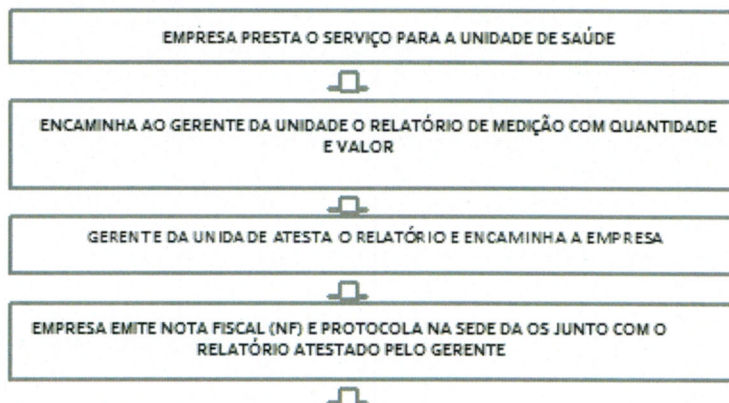 EMPRESA PRESTA O SERVIÇO PARA A UNIDADE DE SAÚDE
ENCAMINHA AO GERENTE DA UNIDADE O RELATÓRIO DE MEDIÇÃO COM QUANTIDADE
E VALOR
GERENTE DA UNIDADE ATESTA O RELATÓRIO E ENCAMINHA A EMPRESA
EMPRESA EMITE NOTA FISCAL (NF) E PROTOCOLA NA SEDE DA OS JUNTO COM O
RELATÓRIO ATESTADO PELO GERENTE